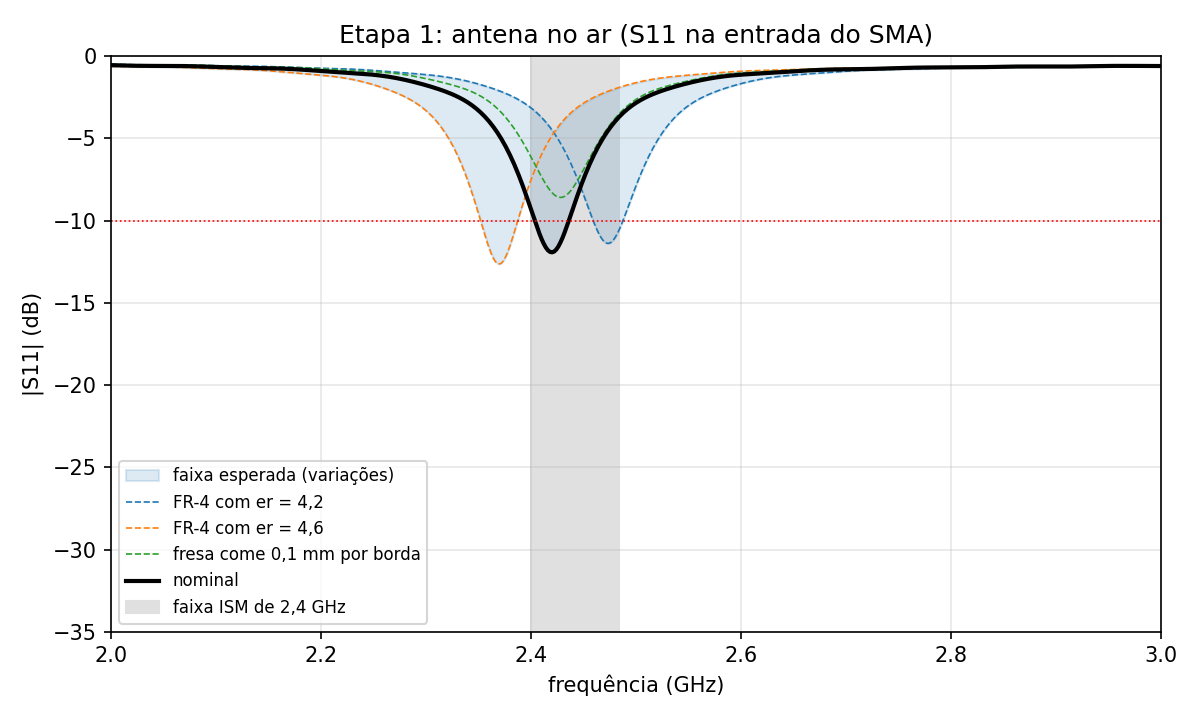 Etapa 1: antena no ar (S11 na entrada do SMA)
|S11| (dB)
0
−5
−10
−15
−20
−25
−30
−35
faixa esperada (variações)
FR-4 com er = 4,2
FR-4 com er = 4,6
fresa come 0,1 mm por borda
nominal
faixa ISM de 2,4 GHz
2.0 2.2 2.4 2.6 2.8 3.0
frequência (GHz)